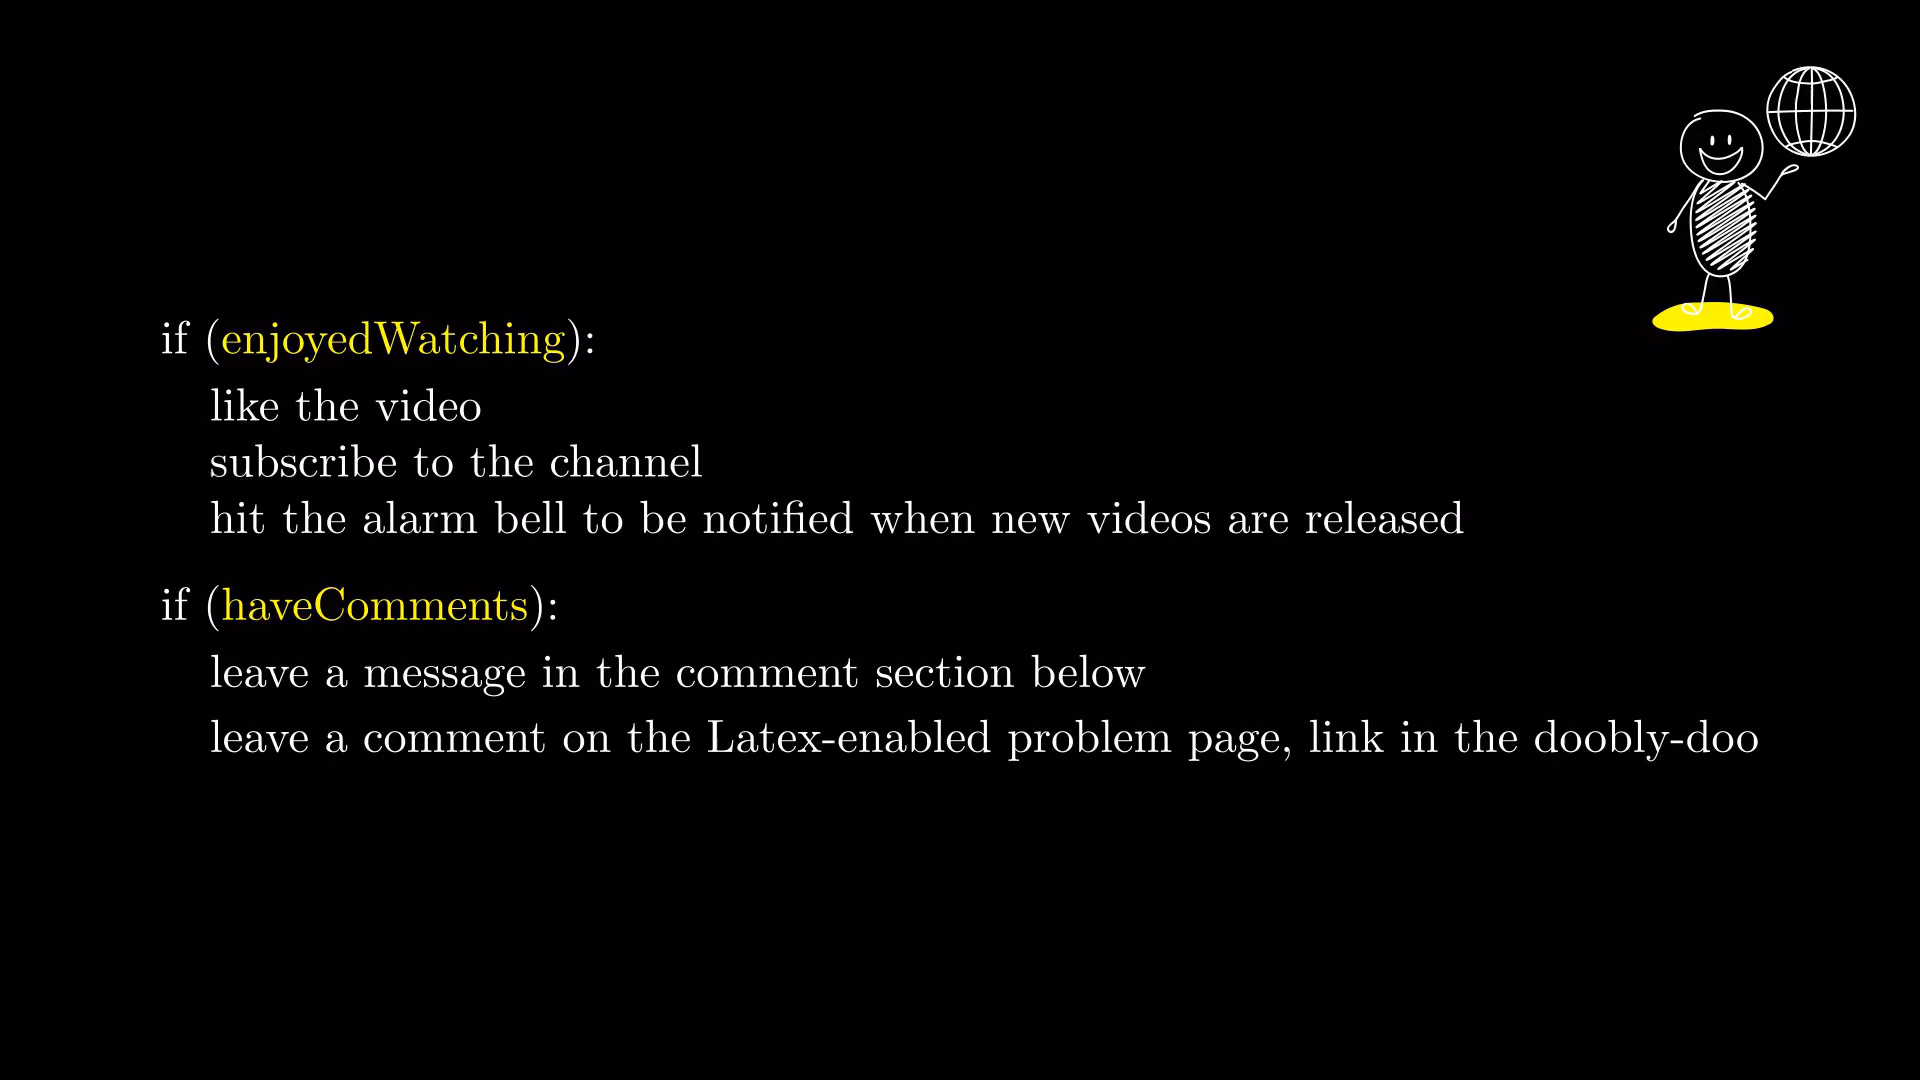 if (enjoyedWatching):
like the video
subscribe to the channel
hit the alarm bell to be notified when new videos are released
if (haveComments):
leave a message in the comment section below
leave a comment on the Latex-enabled problem page, link in the doobly-doo